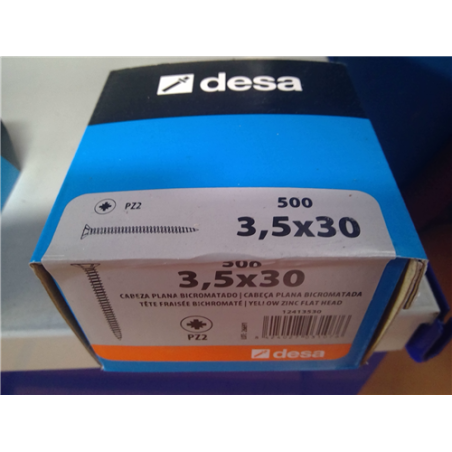 desa
PZ2
500
3,5x30
500
3,5x30
CABEZA PLANA BICROMATADO | CABEÇA PLANA BICROMATADA
TÊTE FRAISÉE BICHROMATÉ | YELLOW ZINC FLAT HEAD
12413530
PZ2
desa